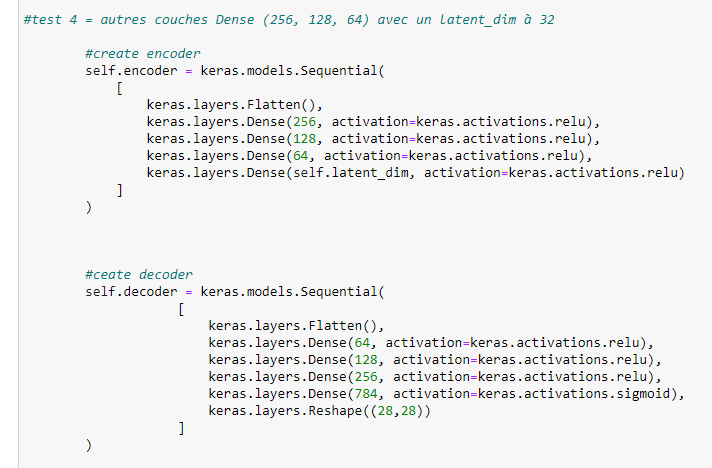 #test 4 = autres couches Dense (256, 128, 64) avec un latent_dim à 32
#create encoder
self.encoder = keras.models.Sequential(
[
keras.layers.Flatten(),
keras.layers.Dense(256, activation=keras.activations.relu),
keras.layers.Dense(128, activation=keras.activations.relu),
keras.layers.Dense(64, activation=keras.activations.relu),
keras.layers.Dense(self.latent_dim, activation=keras.activations.relu)
]
)
#ceate decoder
self.decoder = keras.models.Sequential(
[
keras.layers.Flatten(),
keras.layers.Dense(64, activation=keras.activations.relu),
keras.layers.Dense(128, activation=keras.activations.relu),
keras.layers.Dense(256, activation=keras.activations.relu),
keras.layers.Dense(784, activation=keras.activations.sigmoid),
keras.layers.Reshape((28,28))
]
)